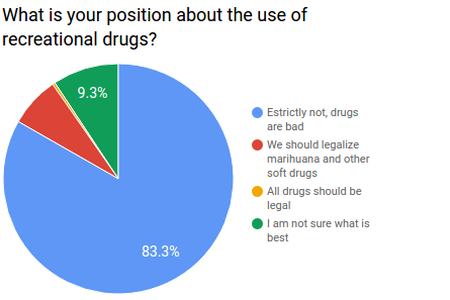 What is your position about the use of
recreational drugs?
9.3%
83.3%
Estrictly not, drugs
are bad
We should legalize
marihuana and other
soft drugs
All drugs should be
legal
I am not sure what is
best